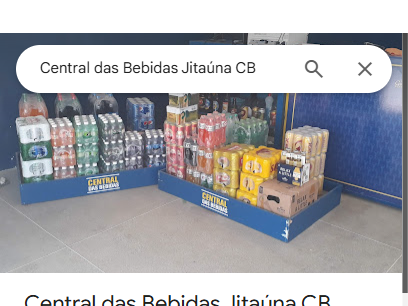 Central das Bebidas Jitaúna CB
CENTRAL
DAS BEBIDAS
CENTRAL
DAS BEBIDAS
Central das Bebidas Jitaúna CB